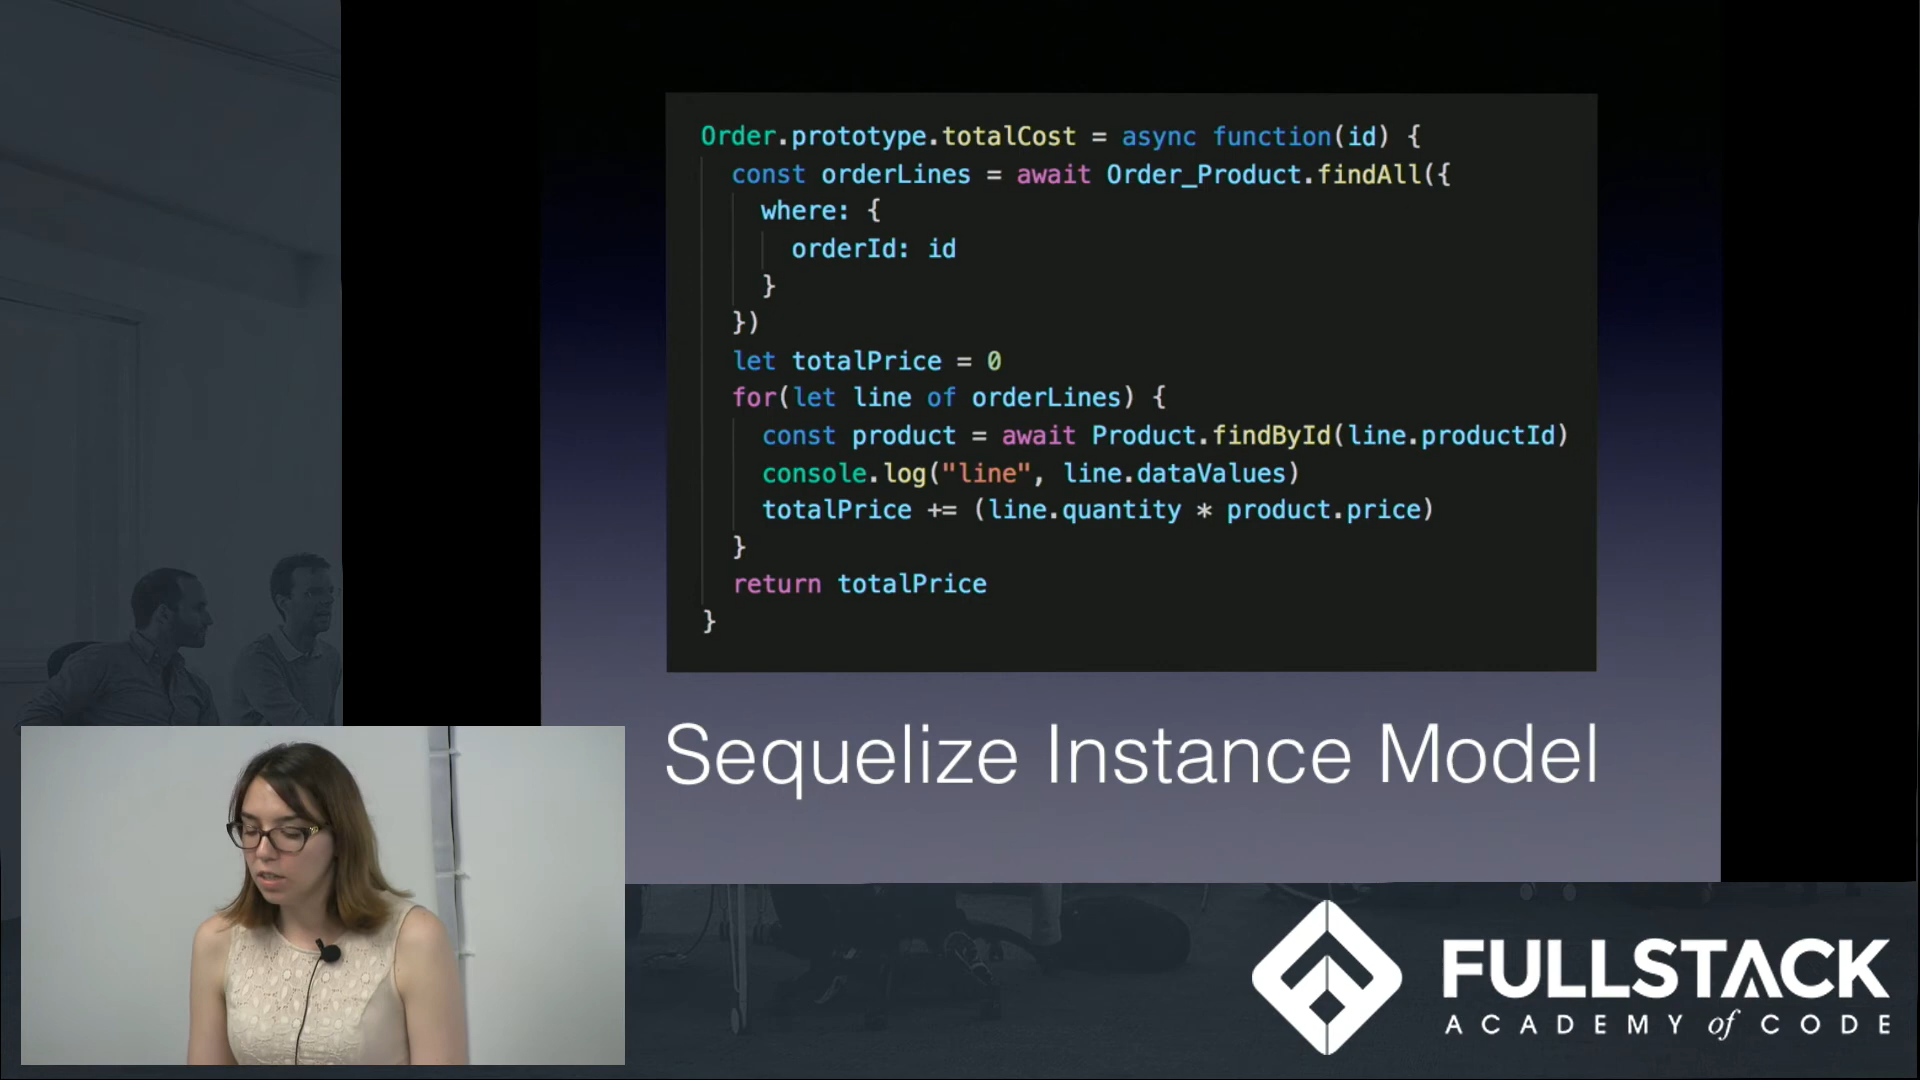 Order.prototype.totalCost = async function(id) {
const orderLines = await Order_Product.findAll({
where: {
orderId: id
}
})
let totalPrice = 0
for(let line of orderLines) {
const product = await Product.findById(line.productId)
console.log("line", line.dataValues)
totalPrice += (line.quantity * product.price)
}
return totalPrice
}
Sequelize Instance Model
FULLSTACK
ACADEMY of CODE